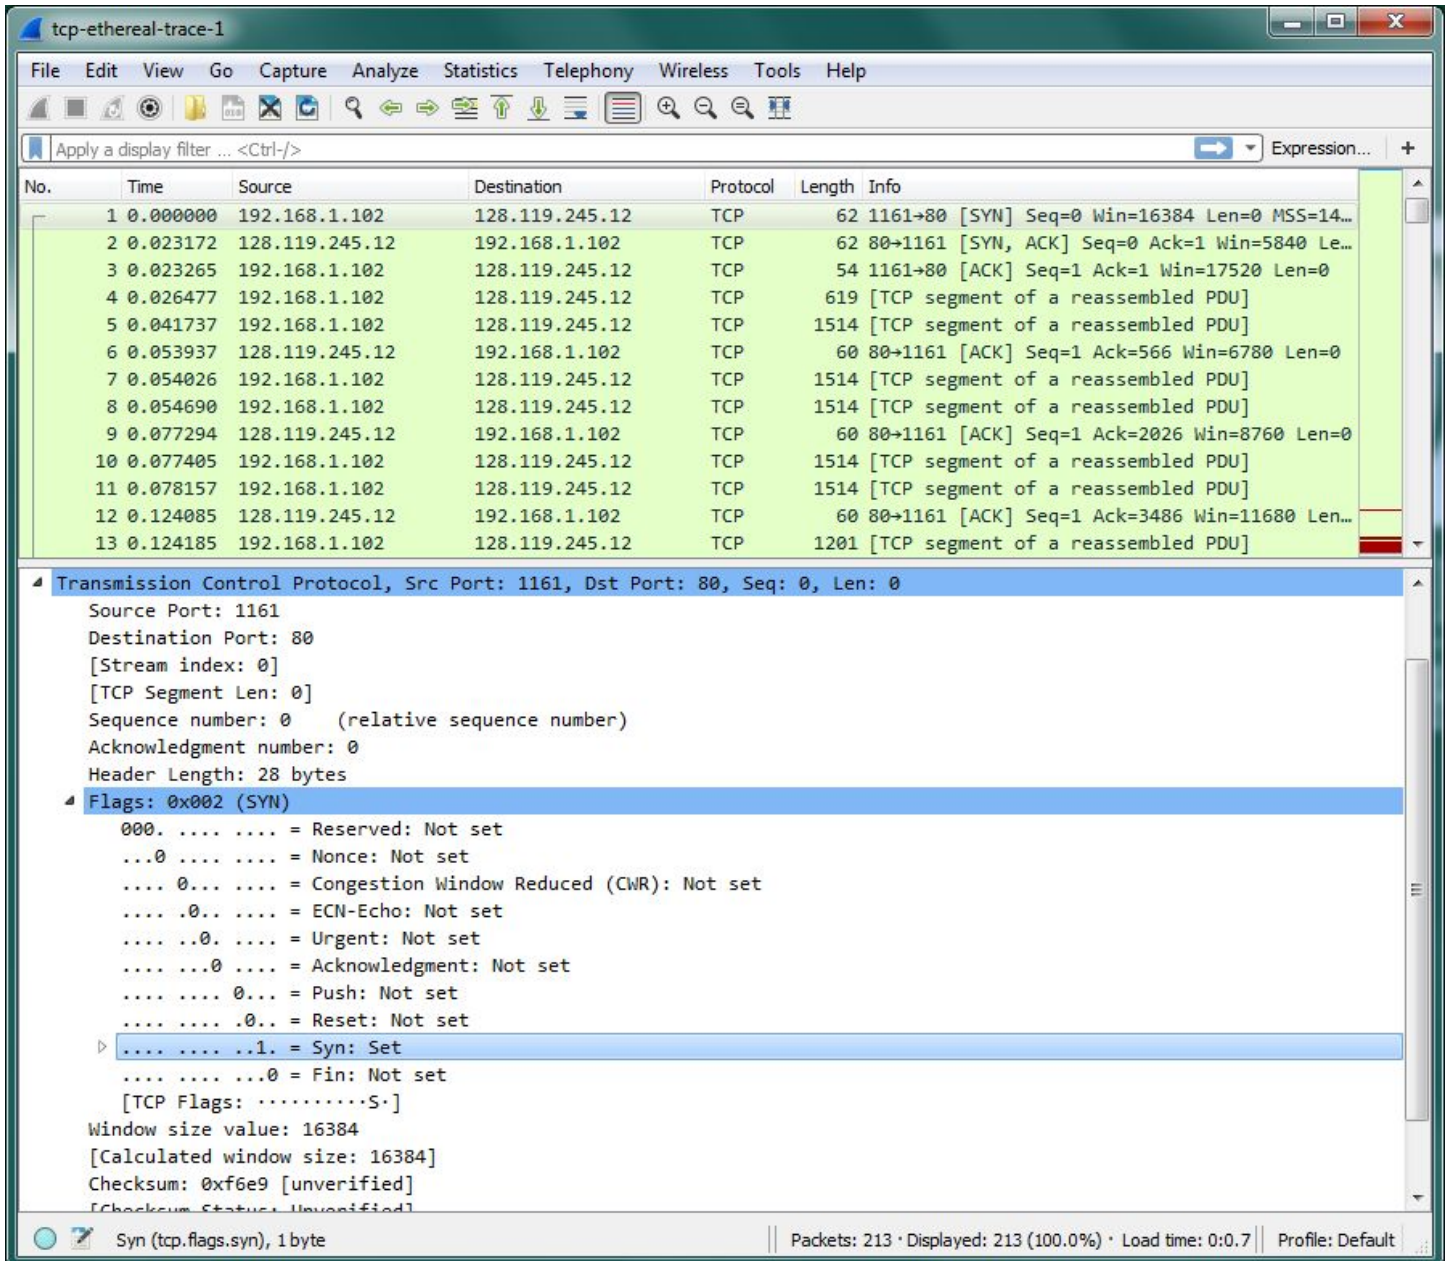 tcp-ethereal-trace-1
File Edit View Go Capture Analyze Statistics Telephony Wireless Tools Help
Apply a display filter ... <Ctrl-/> Expression... +
No. Time Source Destination Protocol Length Info
1 0.000000 192.168.1.102 128.119.245.12 TCP 62 1161→80 [SYN] Seq=0 Win=16384 Len=0 MSS=14…
2 0.023172 128.119.245.12 192.168.1.102 TCP 62 80→1161 [SYN, ACK] Seq=0 Ack=1 Win=5840 Le…
3 0.023265 192.168.1.102 128.119.245.12 TCP 54 1161→80 [ACK] Seq=1 Ack=1 Win=17520 Len=0
4 0.026477 192.168.1.102 128.119.245.12 TCP 619 [TCP segment of a reassembled PDU]
5 0.041737 192.168.1.102 128.119.245.12 TCP 1514 [TCP segment of a reassembled PDU]
6 0.053937 128.119.245.12 192.168.1.102 TCP 60 80→1161 [ACK] Seq=1 Ack=566 Win=6780 Len=0
7 0.054026 192.168.1.102 128.119.245.12 TCP 1514 [TCP segment of a reassembled PDU]
8 0.054690 192.168.1.102 128.119.245.12 TCP 1514 [TCP segment of a reassembled PDU]
9 0.077294 128.119.245.12 192.168.1.102 TCP 60 80→1161 [ACK] Seq=1 Ack=2026 Win=8760 Len=0
10 0.077405 192.168.1.102 128.119.245.12 TCP 1514 [TCP segment of a reassembled PDU]
11 0.078157 192.168.1.102 128.119.245.12 TCP 1514 [TCP segment of a reassembled PDU]
12 0.124085 128.119.245.12 192.168.1.102 TCP 60 80→1161 [ACK] Seq=1 Ack=3486 Win=11680 Len…
13 0.124185 192.168.1.102 128.119.245.12 TCP 1201 [TCP segment of a reassembled PDU]
Transmission Control Protocol, Src Port: 1161, Dst Port: 80, Seq: 0, Len: 0
Source Port: 1161
Destination Port: 80
[Stream index: 0]
[TCP Segment Len: 0]
Sequence number: 0 (relative sequence number)
Acknowledgment number: 0
Header Length: 28 bytes
Flags: 0x002 (SYN)
000. .... .... = Reserved: Not set
...0 .... .... = Nonce: Not set
.... 0... .... = Congestion Window Reduced (CWR): Not set
.... .0.. .... = ECN-Echo: Not set
.... ..0. .... = Urgent: Not set
.... ...0 .... = Acknowledgment: Not set
.... .... 0... = Push: Not set
.... .... .0.. = Reset: Not set
.... .... ..1. = Syn: Set
.... .... ...0 = Fin: Not set
[TCP Flags: ··········S·]
Window size value: 16384
[Calculated window size: 16384]
Checksum: 0xf6e9 [unverified]
[Checksum Status: Unverified]
Syn (tcp.flags.syn), 1 byte Packets: 213 · Displayed: 213 (100.0%) · Load time: 0:0.7 Profile: Default